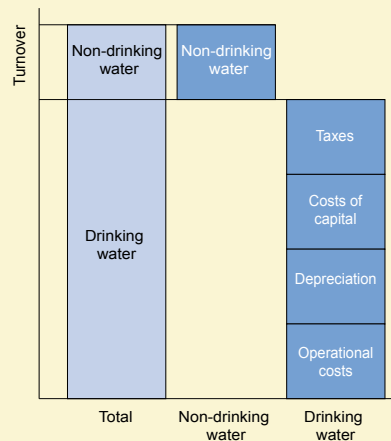 Turnover
Non-drinking
water
Non-drinking
water
Taxes
Costs of
capital
Drinking
water
Depreciation
Operational
costs
Total
Non-drinking
water
Drinking
water